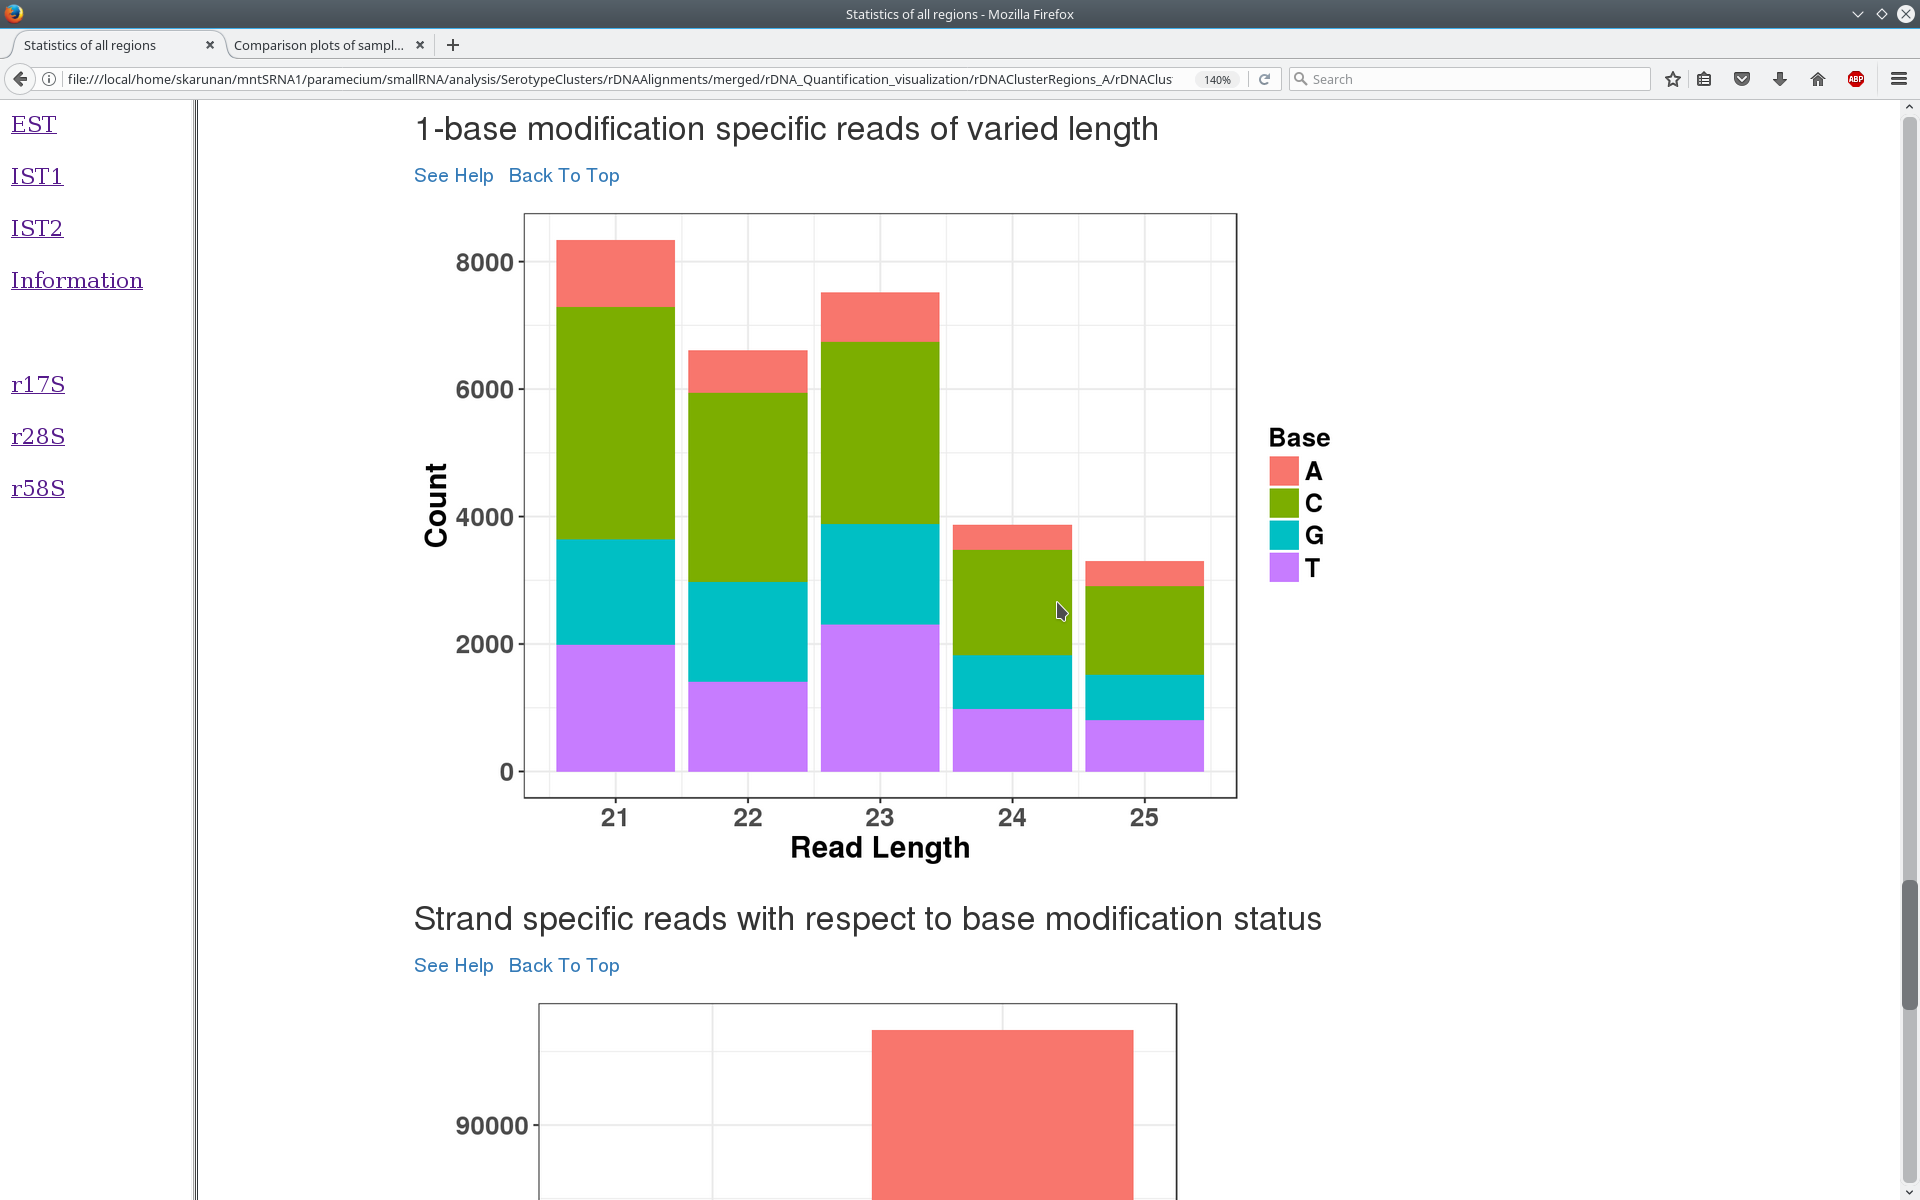 Statistics of all regions - Mozilla Firefox
Statistics of all regions
Comparison plots of sampl...
file:///local/home/skarunan/mntSRNA1/paramecium/smallRNA/analysis/SerotypeClusters/rDNAAlignments/merged/rDNA_Quantification_visualization/rDNAClusterRegions_A/rDNAClus
140%
Search
ABP
EST
IST1
IST2
Information
r17S
r28S
r58S
1-base modification specific reads of varied length
See Help Back To Top
8000
6000
4000
2000
0
Count
21 22 23 24 25
Read Length
Base
A
C
G
T
Strand specific reads with respect to base modification status
See Help Back To Top
90000